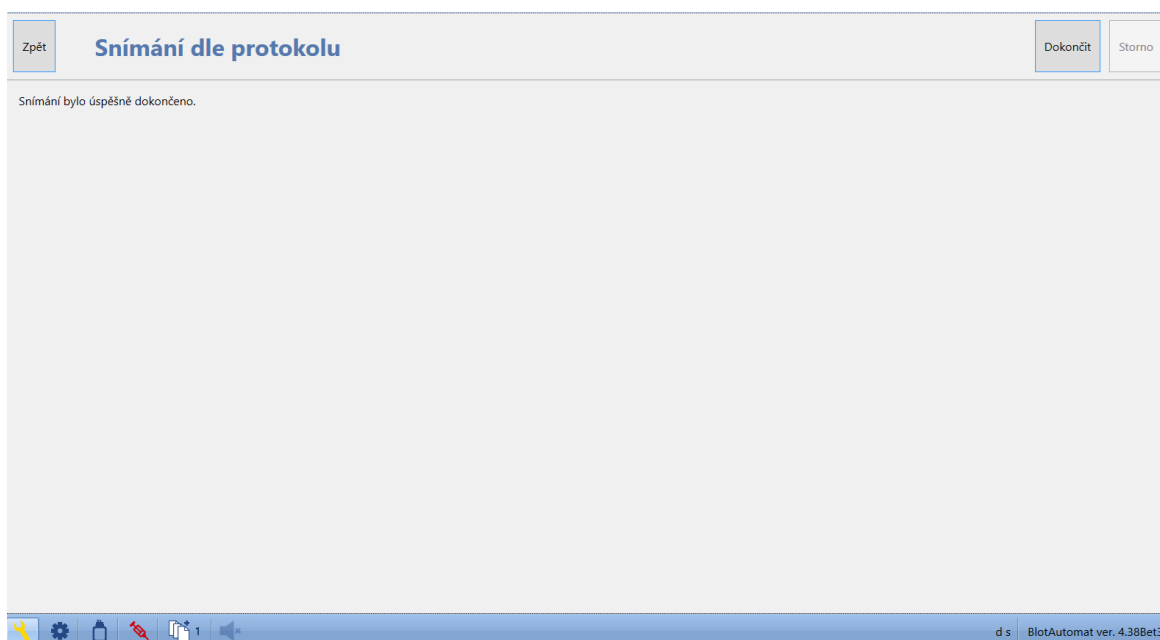 Zpět
Snímání dle protokolu
Dokončit
Storno
Snímání bylo úspěšně dokončeno.
1
d s
BlotAutomat ver. 4.38Bet